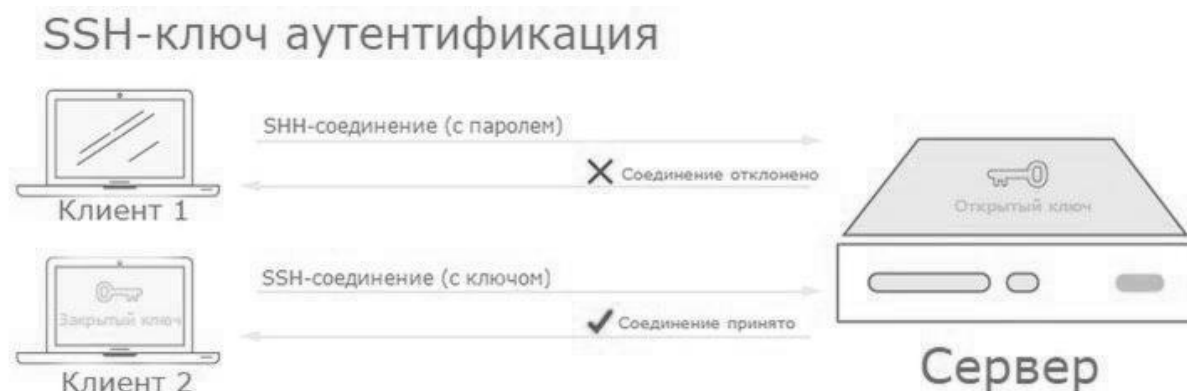 SSH-ключ аутентификация
SHH-соединение (с паролем)
Соединение отклонено
Клиент 1
Открытый ключ
SSH-соединение (с ключом)
Закрытый ключ
Соединение принято
Клиент 2
Сервер